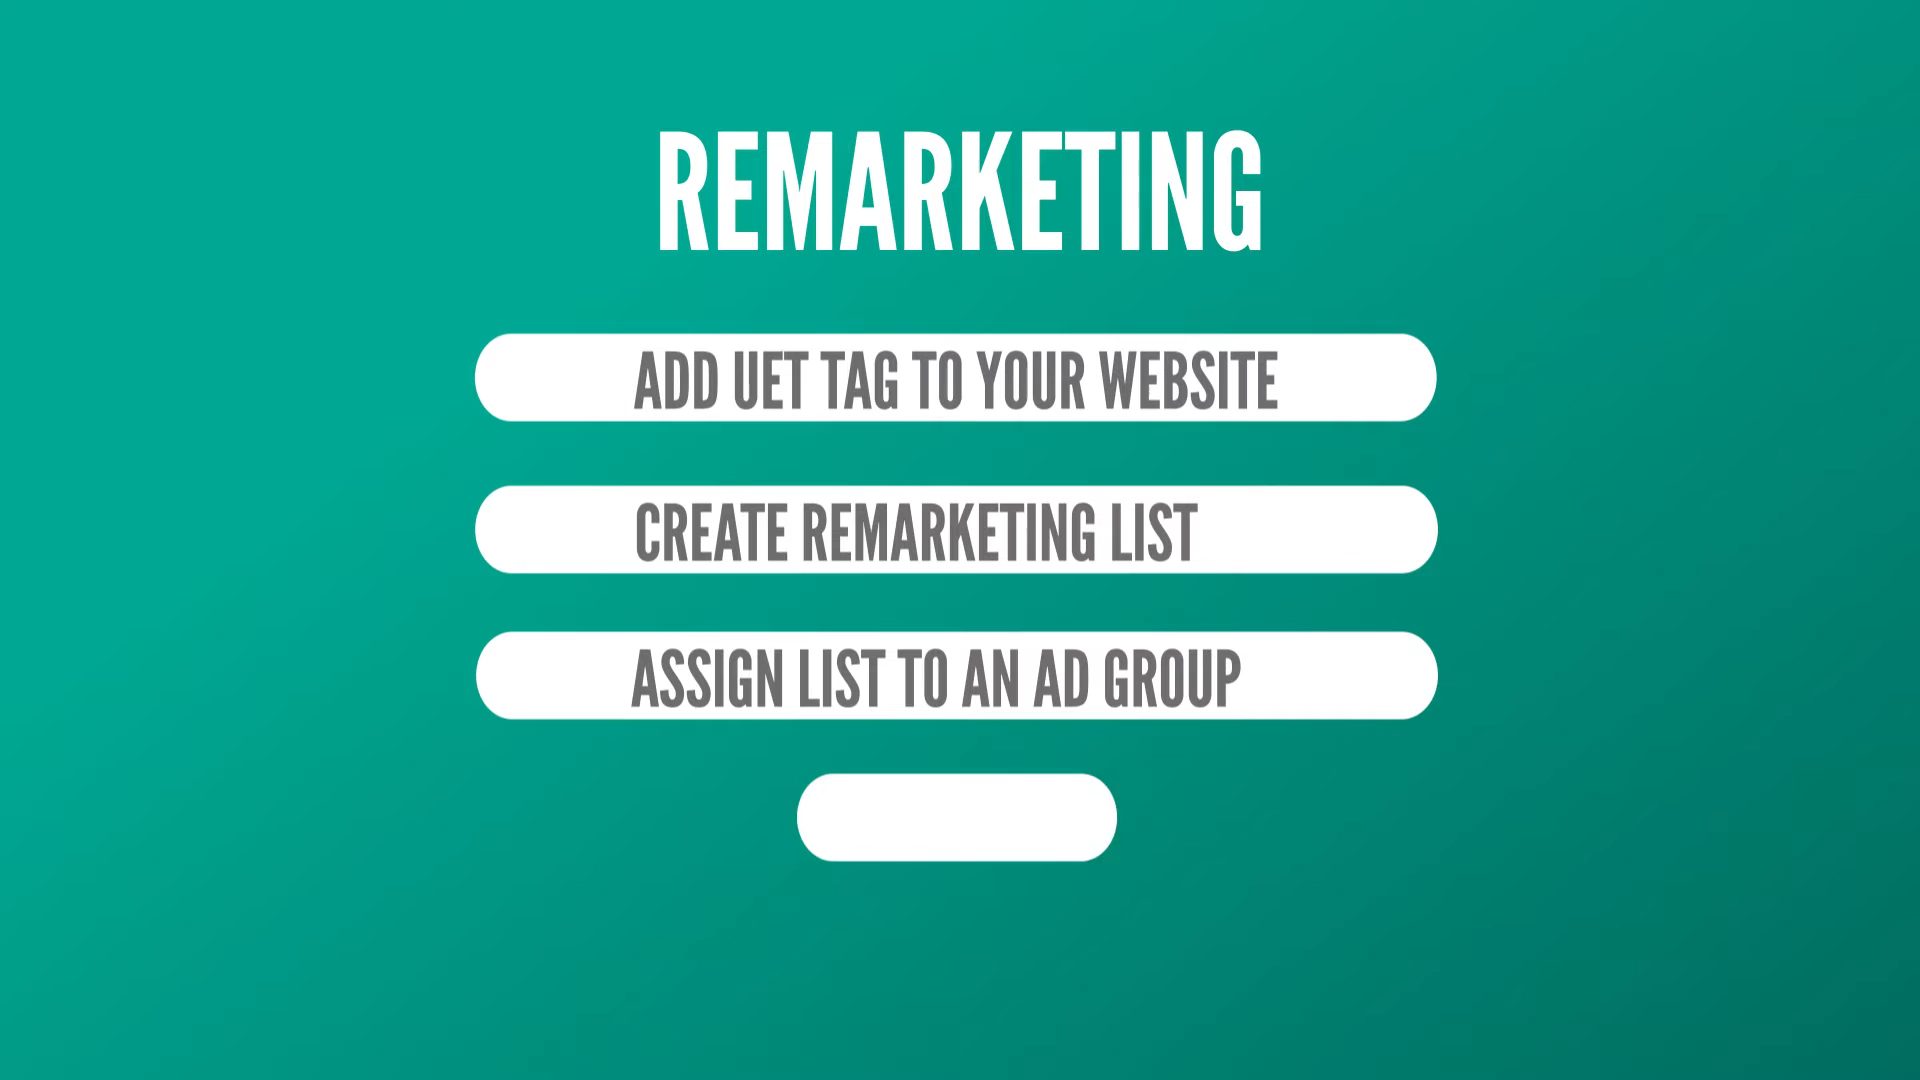 REMARKETING
ADD UET TAG TO YOUR WEBSITE
CREATE REMARKETING LIST
ASSIGN LIST TO AN AD GROUP